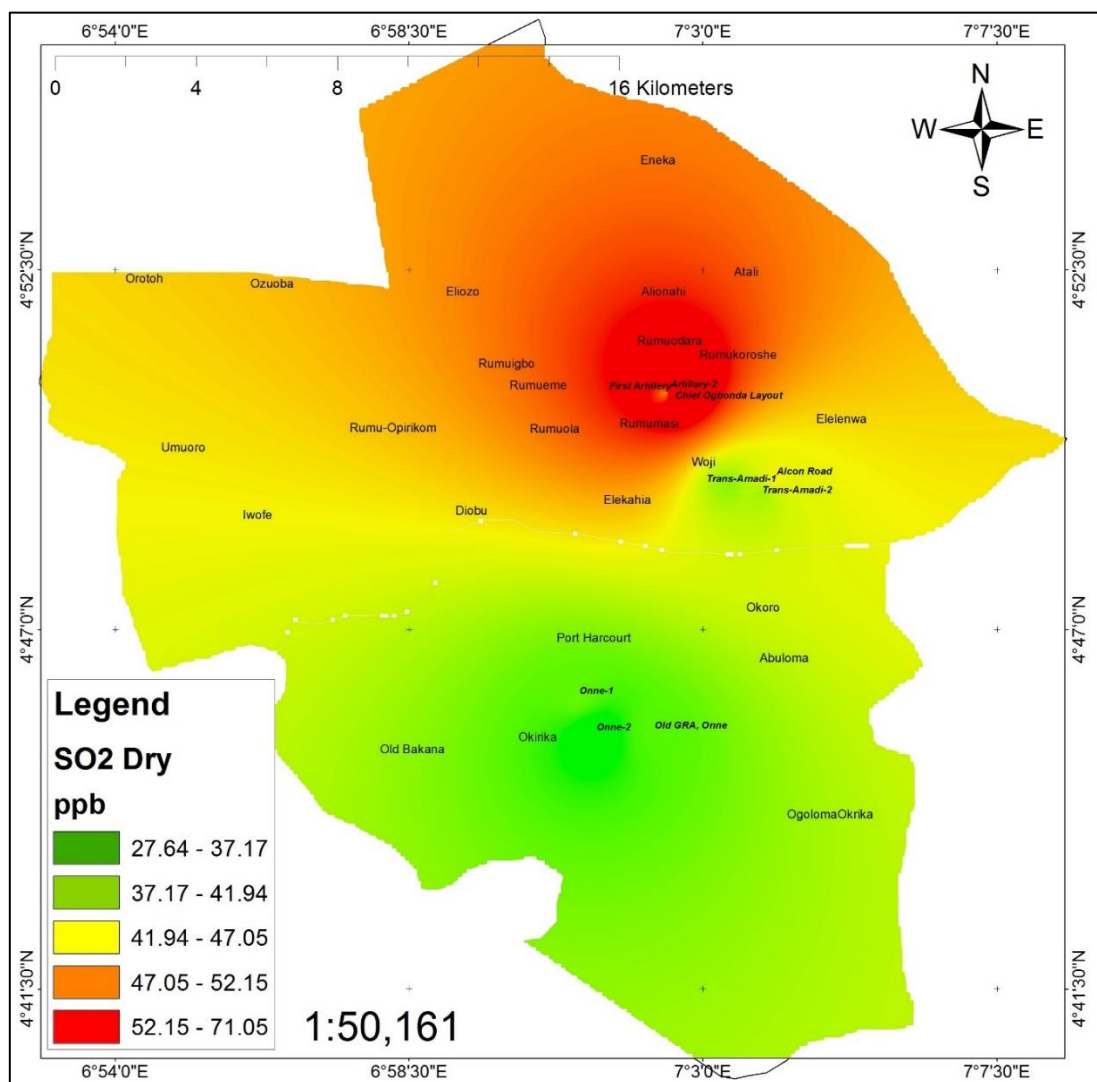 6°54'0"E 6°58'30"E 7°3'30"E 7°7'30"E
0 4 8 16 Kilometers
N
W E
S
Eneka
4°52'30"N 4°52'30"N
Orotoh Ozuoba Atali
Eliozo Alionahi
Rumuodara
Rumukoroshe
Rumuigbo
Rumueme First Artillery Artillary-2
Chief Ogbonda Layout
Rumu-Opirikom Rumuola Rumumasi Elelenwa
Umuoro
Woji Alcon Road
Trans-Amadi-1
Trans-Amadi-2
Elekahia
Iwofe Diobu
Okoro
4°47'0"N 4°47'0"N
Port Harcourt
Abuloma
Onne-1
Onne-2 Old GRA, Onne
Okirika
Old Bakana
OgolomaOkrika
Legend
SO2 Dry
ppb
27.64 - 37.17
37.17 - 41.94
41.94 - 47.05
47.05 - 52.15
52.15 - 71.05
1:50,161
4°41'30"N 4°41'30"N
6°54'0"E 6°58'30"E 7°3'30"E 7°7'30"E